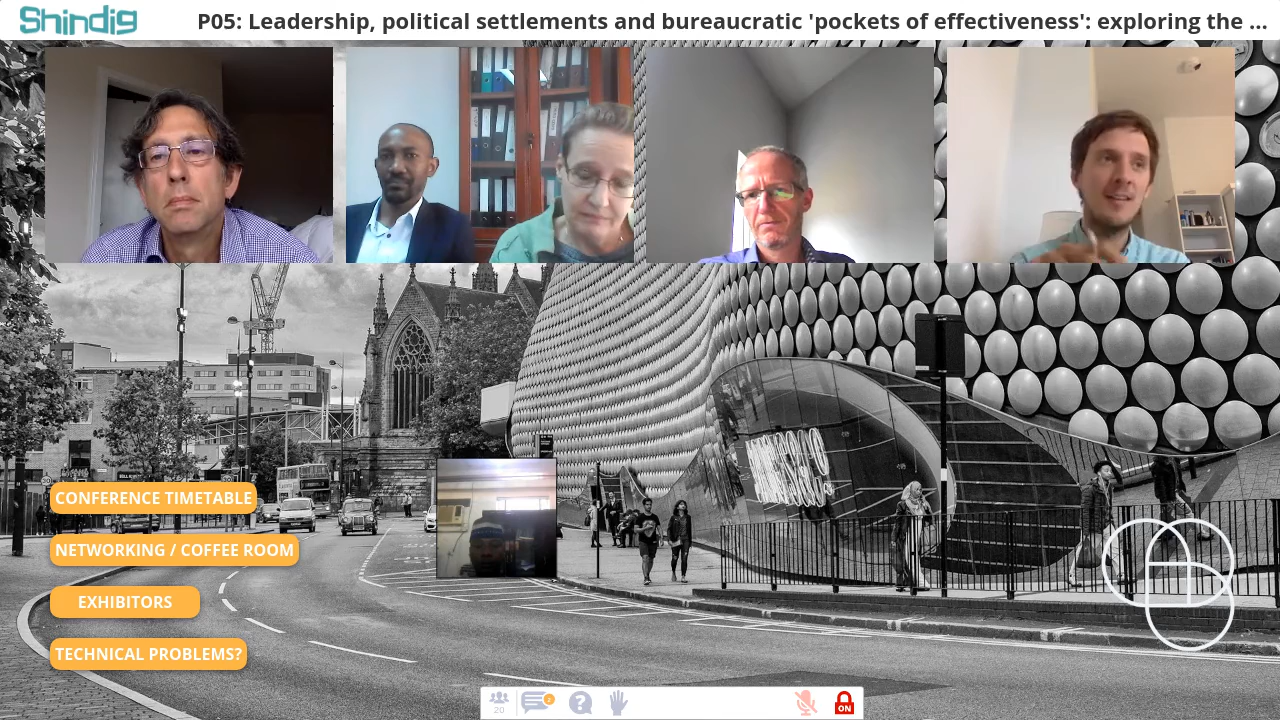 Shindig
P05: Leadership, political settlements and bureaucratic 'pockets of effectiveness': exploring the ...
CONFERENCE TIMETABLE
NETWORKING / COFFEE ROOM
EXHIBITORS
TECHNICAL PROBLEMS?
20
ON